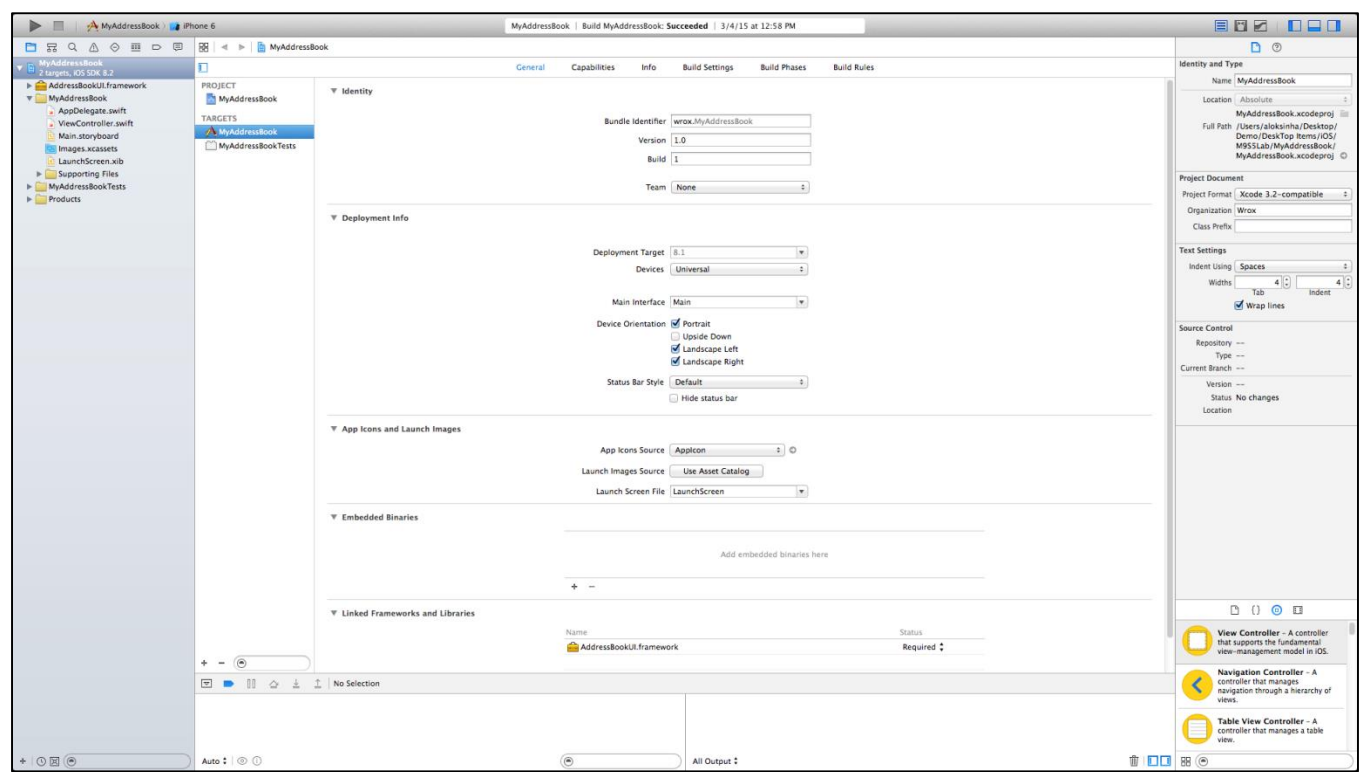 MyAddressBook iPhone 6
MyAddressBook | Build MyAddressBook: Succeeded | 3/4/15 at 12:58 PM
MyAddressBook
2 targets, iOS SDK 8.2
AddressBookUI.framework
MyAddressBook
AppDelegate.swift
ViewController.swift
Main.storyboard
Images.xcassets
LaunchScreen.xib
Supporting Files
MyAddressBookTests
Products
MyAddressBook
General Capabilities Info Build Settings Build Phases Build Rules
PROJECT
MyAddressBook
TARGETS
MyAddressBook
MyAddressBookTests
Identity
Bundle Identifier wrox.MyAddressBook
Version 1.0
Build 1
Team None
Deployment Info
Deployment Target 8.1
Devices Universal
Main Interface Main
Device Orientation Portrait
Upside Down
Landscape Left
Landscape Right
Status Bar Style Default
Hide status bar
App Icons and Launch Images
App Icons Source AppIcon
Launch Images Source Use Asset Catalog
Launch Screen File LaunchScreen
Embedded Binaries
Add embedded binaries here
+ −
Linked Frameworks and Libraries
Name Status
AddressBookUI.framework Required
+ −
No Selection
Auto
All Output
Identity and Type
Name MyAddressBook
Location Absolute
MyAddressBook.xcodeproj
Full Path /Users/aloksinha/Desktop/
Demo/DeskTop Items/iOS/
M9SSLab/MyAddressBook/
MyAddressBook.xcodeproj
Project Document
Project Format Xcode 3.2-compatible
Organization Wrox
Class Prefix
Text Settings
Indent Using Spaces
Widths 4 4
Tab Indent
Wrap lines
Source Control
Repository --
Type --
Current Branch --
Version --
Status No changes
Location
{}
View Controller - A controller
that supports the fundamental
view-management model in iOS.
Navigation Controller - A
controller that manages
navigation through a hierarchy of
views.
Table View Controller - A
controller that manages a table
view.